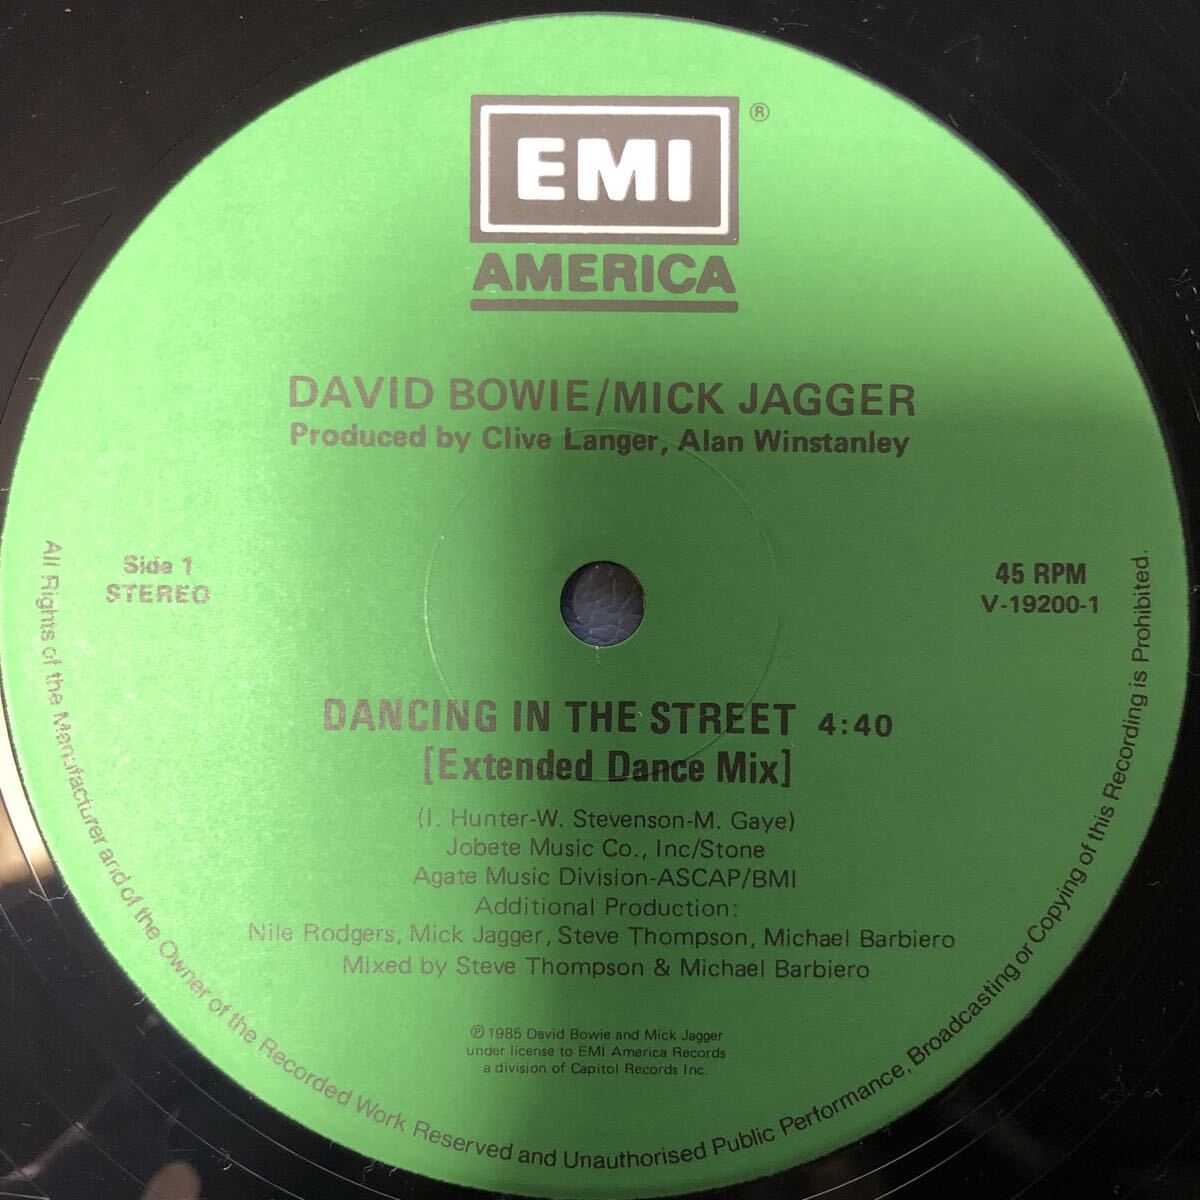 EMI ®
AMERICA
DAVID BOWIE/MICK JAGGER
Produced by Clive Langer, Alan Winstanley
Side 1
STEREO
45 RPM
V-19200-1
DANCING IN THE STREET 4:40
[Extended Dance Mix]
(I. Hunter-W. Stevenson-M. Gaye)
Jobete Music Co., Inc/Stone
Agate Music Division-ASCAP/BMI
Additional Production:
Nile Rodgers, Mick Jagger, Steve Thompson, Michael Barbiero
Mixed by Steve Thompson & Michael Barbiero
℗ 1985 David Bowie and Mick Jagger
under license to EMI America Records
a division of Capitol Records Inc.
All Rights of the Manufacturer and of the Owner of the Recorded Work Reserved and Unauthorised Public Performance, Broadcasting or Copying of this Recording is Prohibited.